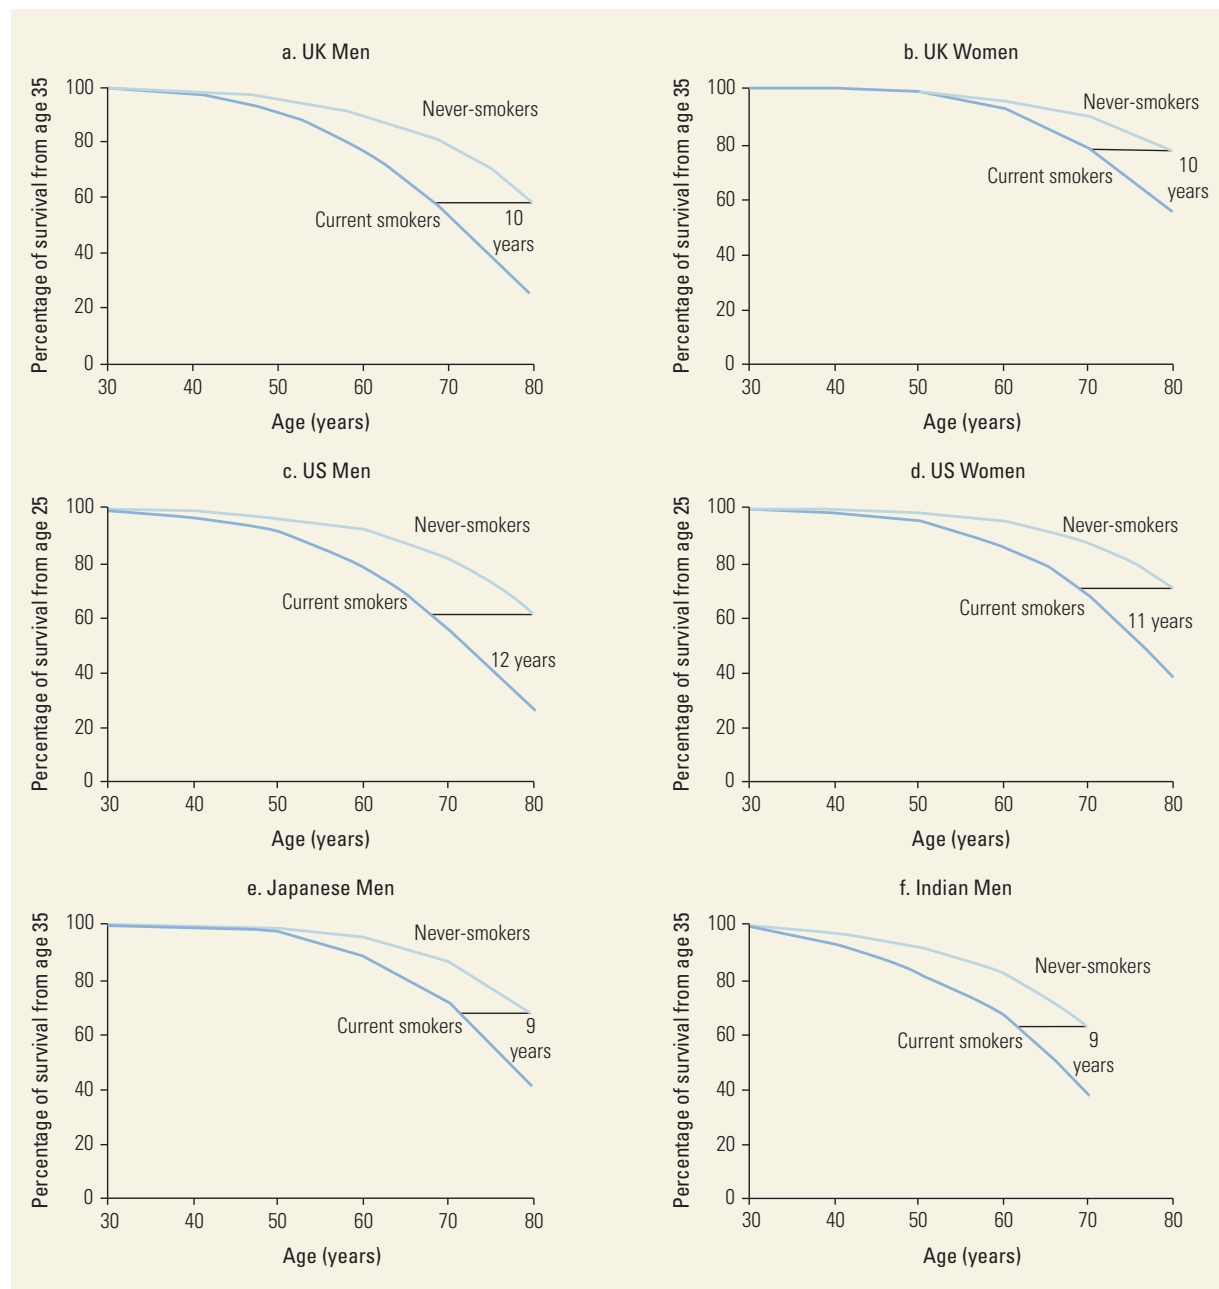 a. UK Men
Percentage of survival from age 35
100
80
60
40
20
0
30 40 50 60 70 80
Age (years)
Never-smokers
Current smokers
10
years
b. UK Women
Percentage of survival from age 35
100
80
60
40
20
0
30 40 50 60 70 80
Age (years)
Never-smokers
Current smokers
10
years
c. US Men
Percentage of survival from age 25
100
80
60
40
20
0
30 40 50 60 70 80
Age (years)
Never-smokers
Current smokers
12 years
d. US Women
Percentage of survival from age 25
100
80
60
40
20
0
30 40 50 60 70 80
Age (years)
Never-smokers
Current smokers
11 years
e. Japanese Men
Percentage of survival from age 35
100
80
60
40
20
0
30 40 50 60 70 80
Age (years)
Never-smokers
Current smokers
9
years
f. Indian Men
Percentage of survival from age 35
100
80
60
40
20
0
30 40 50 60 70 80
Age (years)
Never-smokers
Current smokers
9
years